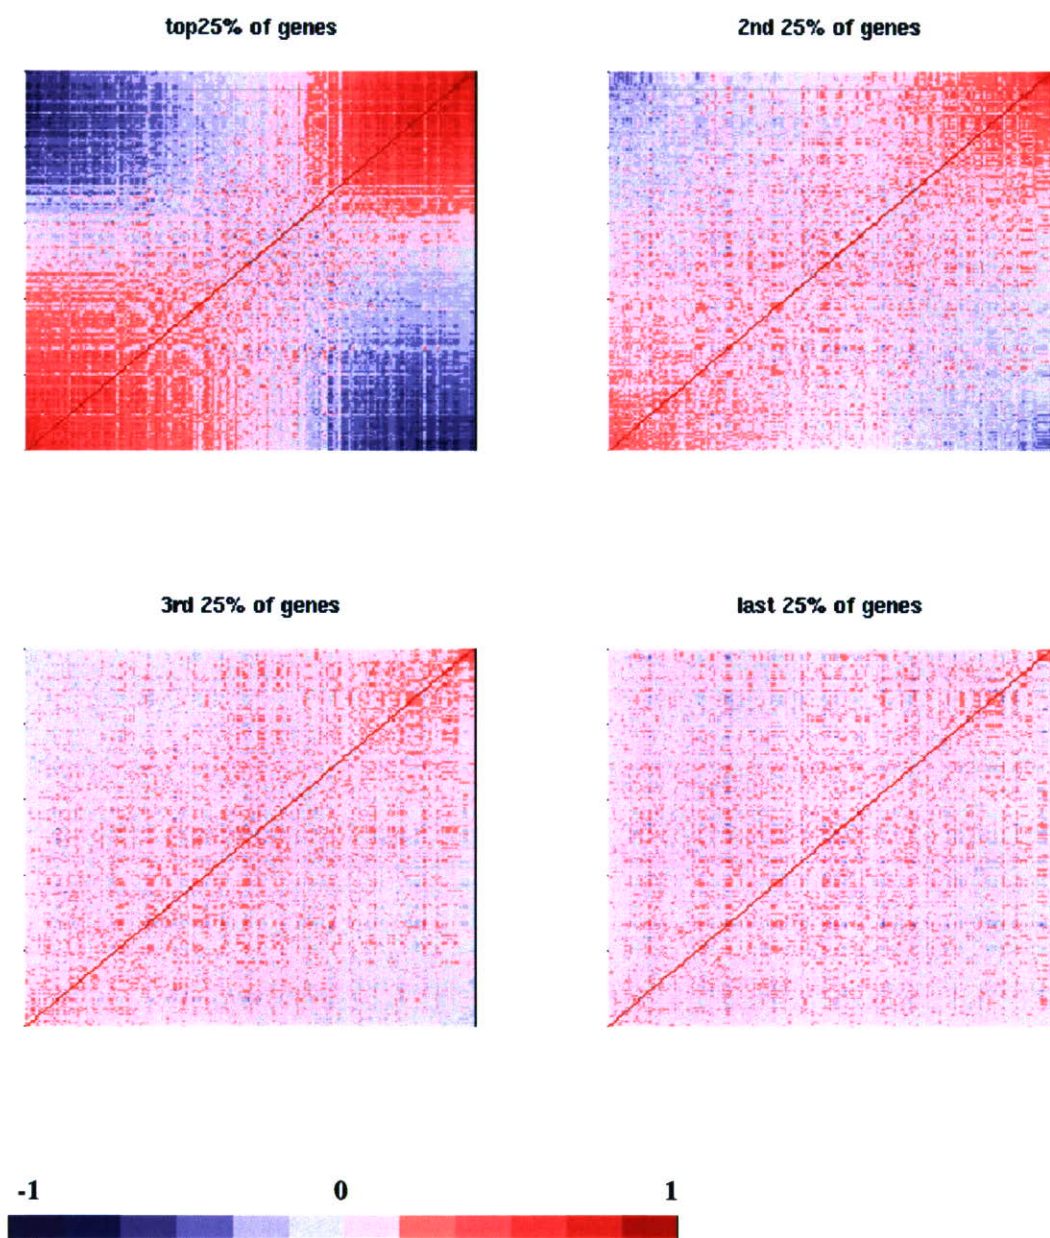 top25% of genes
2nd 25% of genes
3rd 25% of genes
last 25% of genes
-1 0 1